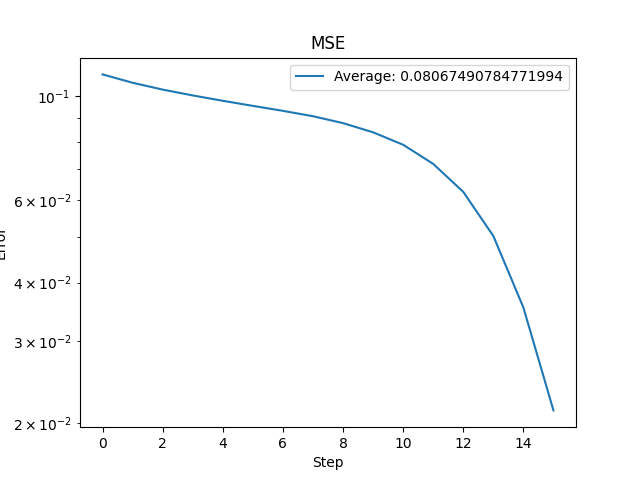 MSE
Average: 0.08067490784771994
10⁻¹
6 × 10⁻²
4 × 10⁻²
3 × 10⁻²
2 × 10⁻²
Error
0 2 4 6 8 10 12 14
Step